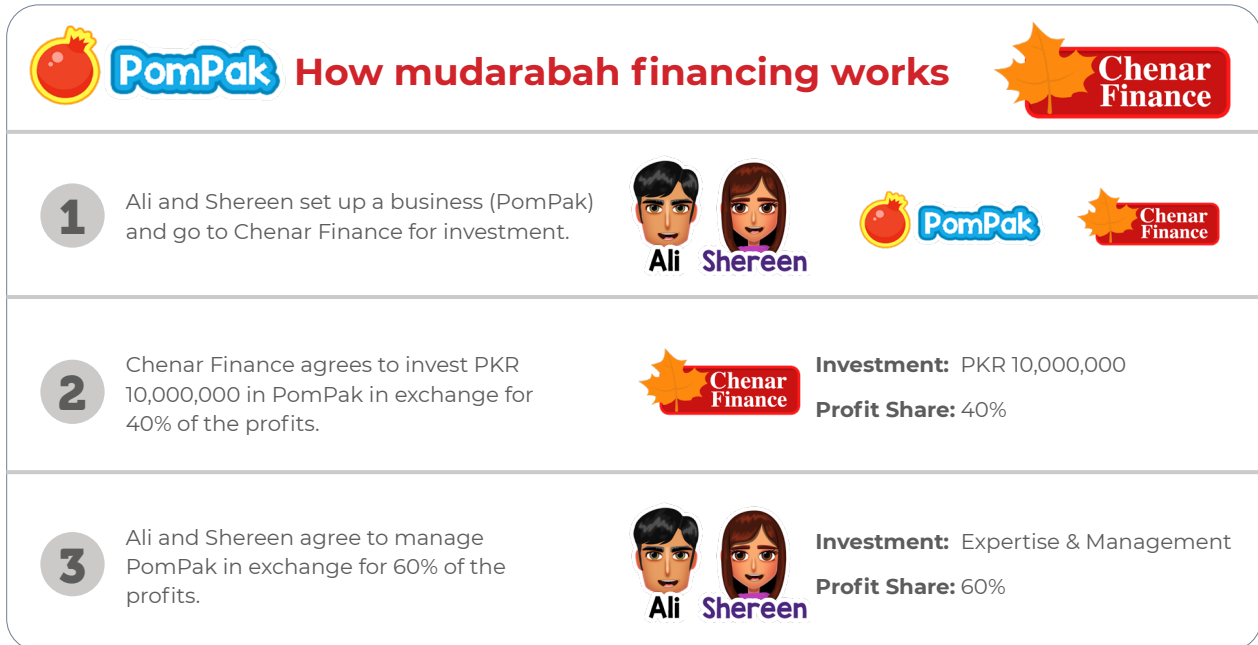 PomPak
How mudarabah financing works
Chenar
Finance
1
Ali and Shereen set up a business (PomPak)
and go to Chenar Finance for investment.
Ali
Shereen
PomPak
Chenar
Finance
2
Chenar Finance agrees to invest PKR
10,000,000 in PomPak in exchange for
40% of the profits.
Chenar
Finance
Investment: PKR 10,000,000
Profit Share: 40%
3
Ali and Shereen agree to manage
PomPak in exchange for 60% of the
profits.
Ali
Shereen
Investment: Expertise & Management
Profit Share: 60%